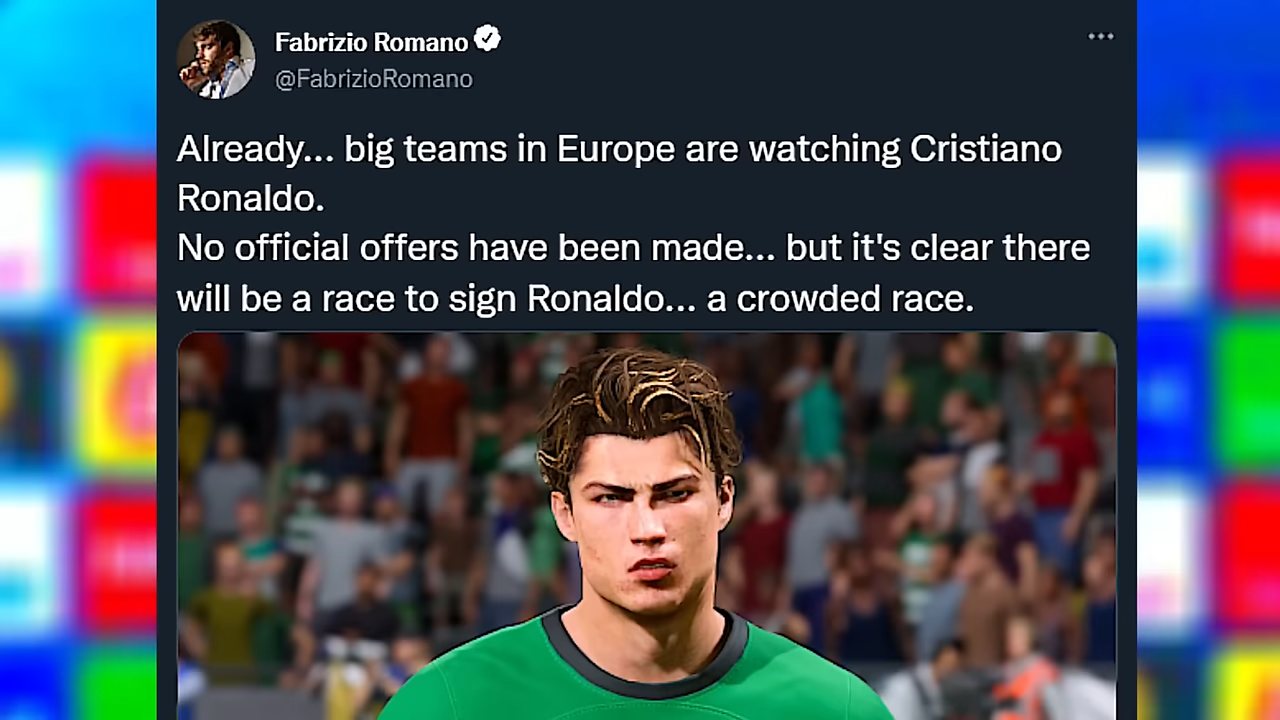 Fabrizio Romano
@FabrizioRomano
Already... big teams in Europe are watching Cristiano
Ronaldo.
No official offers have been made... but it's clear there
will be a race to sign Ronaldo... a crowded race.